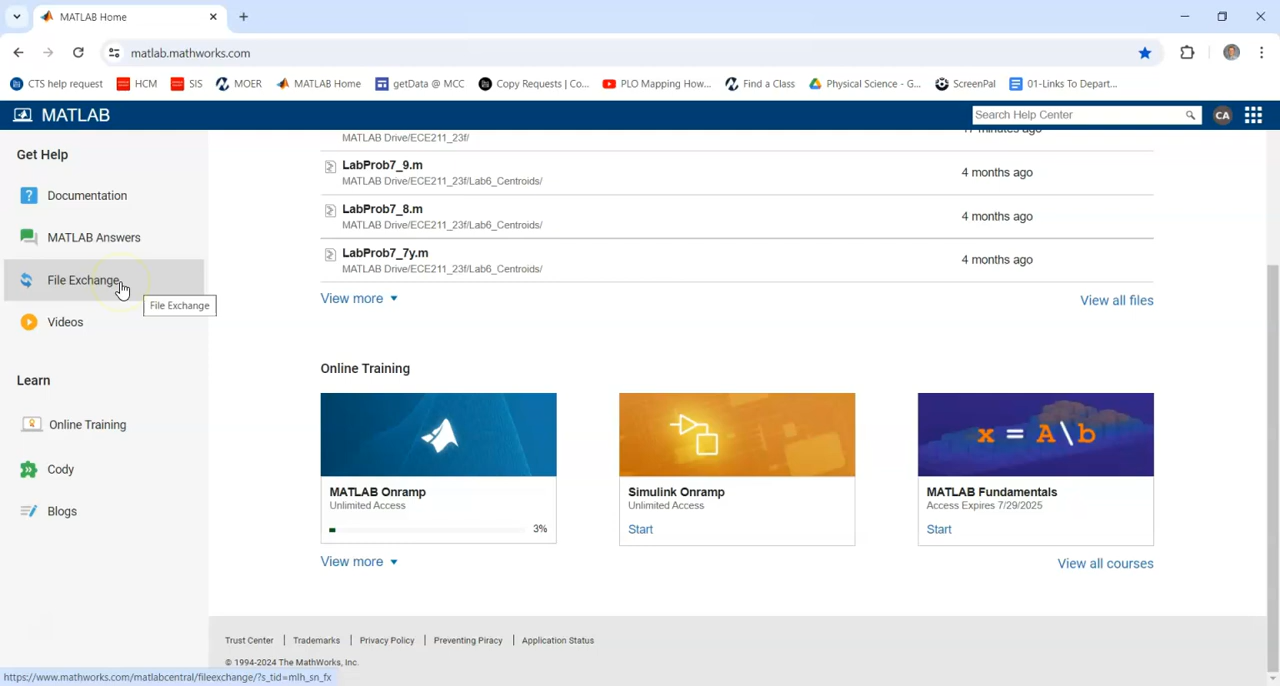 MATLAB Home
matlab.mathworks.com
CTS help request HCM SIS MOER MATLAB Home getData @ MCC Copy Requests | Co... PLO Mapping How... Find a Class Physical Science - G... ScreenPal 01-Links To Depart...
MATLAB
Search Help Center
CA
Get Help
Documentation
MATLAB Answers
File Exchange
File Exchange
Videos
Learn
Online Training
Cody
Blogs
17 minutes ago
MATLAB Drive/ECE211_23f/
LabProb7_9.m
MATLAB Drive/ECE211_23f/Lab6_Centroids/
4 months ago
LabProb7_8.m
MATLAB Drive/ECE211_23f/Lab6_Centroids/
4 months ago
LabProb7_7y.m
MATLAB Drive/ECE211_23f/Lab6_Centroids/
4 months ago
View more
View all files
Online Training
MATLAB Onramp
Unlimited Access
3%
Simulink Onramp
Unlimited Access
Start
x = A\b
MATLAB Fundamentals
Access Expires 7/29/2025
Start
View more
View all courses
Trust Center | Trademarks | Privacy Policy | Preventing Piracy | Application Status
© 1994-2024 The MathWorks, Inc.
https://www.mathworks.com/matlabcentral/fileexchange/?s_tid=mlh_sn_fx